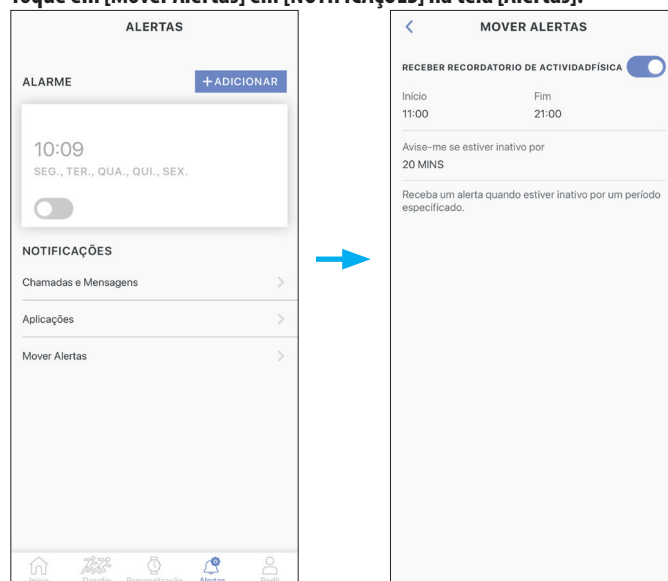 Toque em [Mover Alertas] em [NOTIFICAÇÕES] na tela [Alertas].
ALERTAS
ALARME
+ADICIONAR
10:09
SEG., TER., QUA., QUI., SEX.
NOTIFICAÇÕES
Chamadas e Mensagens
Aplicações
Mover Alertas
Início Desafio Personalização Alertas Perfil
MOVER ALERTAS
RECEBER RECORDATORIO DE ACTIVIDADFÍSICA
Início Fim
11:00 21:00
Avise-me se estiver inativo por
20 MINS
Receba um alerta quando estiver inativo por um período
especificado.